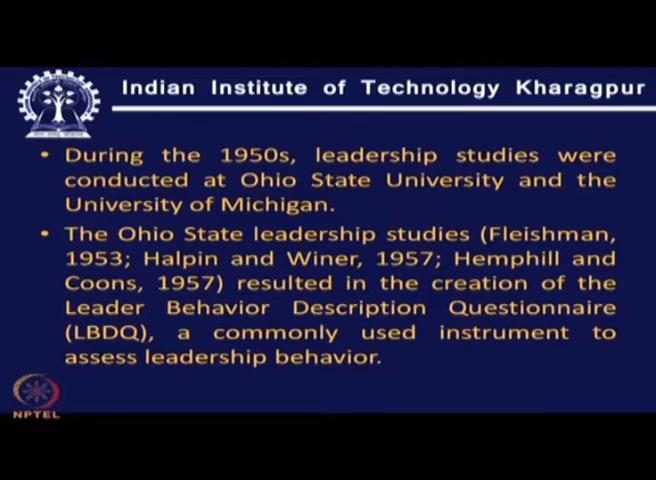 Indian Institute of Technology Kharagpur
• During the 1950s, leadership studies were
conducted at Ohio State University and the
University of Michigan.
• The Ohio State leadership studies (Fleishman,
1953; Halpin and Winer, 1957; Hemphill and
Coons, 1957) resulted in the creation of the
Leader Behavior Description Questionnaire
(LBDQ), a commonly used instrument to
assess leadership behavior.
NPTEL